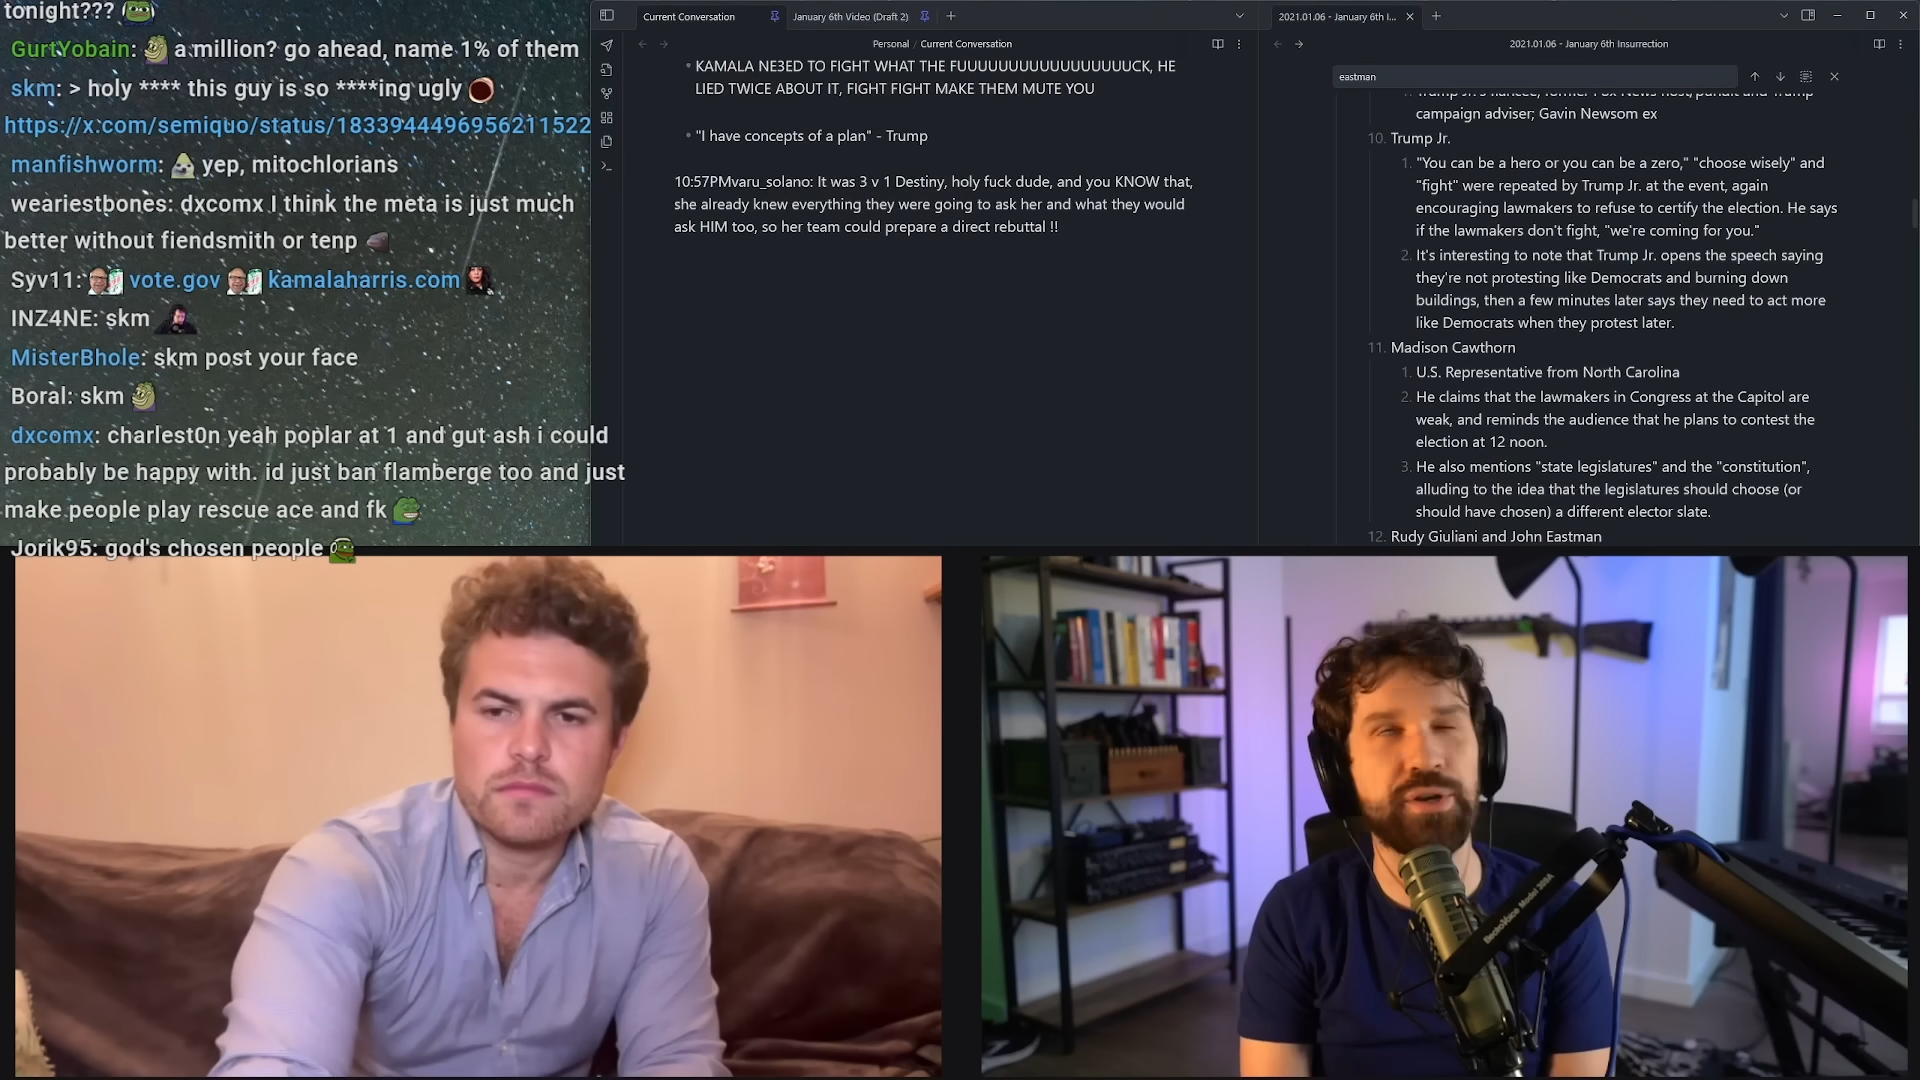 tonight???
GurtYobain: a million? go ahead, name 1% of them
skm: > holy **** this guy is so ****ing ugly
https://x.com/semiquo/status/1833944496956211522
manfishworm: yep, mitochlorians
weariestbones: dxcomx I think the meta is just much
better without fiendsmith or tenp
Syv11: vote.gov kamalaharris.com
INZ4NE: skm
MisterBhole: skm post your face
Boral: skm
dxcomx: charlest0n yeah poplar at 1 and gut ash i could
probably be happy with. id just ban flamberge too and just
make people play rescue ace and fk
Jorik95: god's chosen people
Current Conversation
January 6th Video (Draft 2)
Personal / Current Conversation
• KAMALA NE3ED TO FIGHT WHAT THE FUUUUUUUUUUUUUUUUUCK, HE
LIED TWICE ABOUT IT, FIGHT FIGHT MAKE THEM MUTE YOU
• "I have concepts of a plan" - Trump
10:57PMvaru_solano: It was 3 v 1 Destiny, holy fuck dude, and you KNOW that,
she already knew everything they were going to ask her and what they would
ask HIM too, so her team could prepare a direct rebuttal !!
2021.01.06 - January 6th I...
2021.01.06 - January 6th Insurrection
eastman
1. Trump Jr.'s fiancee, former Fox News host, pundit and Trump
campaign adviser; Gavin Newsom ex
10. Trump Jr.
1. "You can be a hero or you can be a zero," "choose wisely" and
"fight" were repeated by Trump Jr. at the event, again
encouraging lawmakers to refuse to certify the election. He says
if the lawmakers don't fight, "we're coming for you."
2. It's interesting to note that Trump Jr. opens the speech saying
they're not protesting like Democrats and burning down
buildings, then a few minutes later says they need to act more
like Democrats when they protest later.
11. Madison Cawthorn
1. U.S. Representative from North Carolina
2. He claims that the lawmakers in Congress at the Capitol are
weak, and reminds the audience that he plans to contest the
election at 12 noon.
3. He also mentions "state legislatures" and the "constitution",
alluding to the idea that the legislatures should choose (or
should have chosen) a different elector slate.
12. Rudy Giuliani and John Eastman
ElectroVoice Model 309A